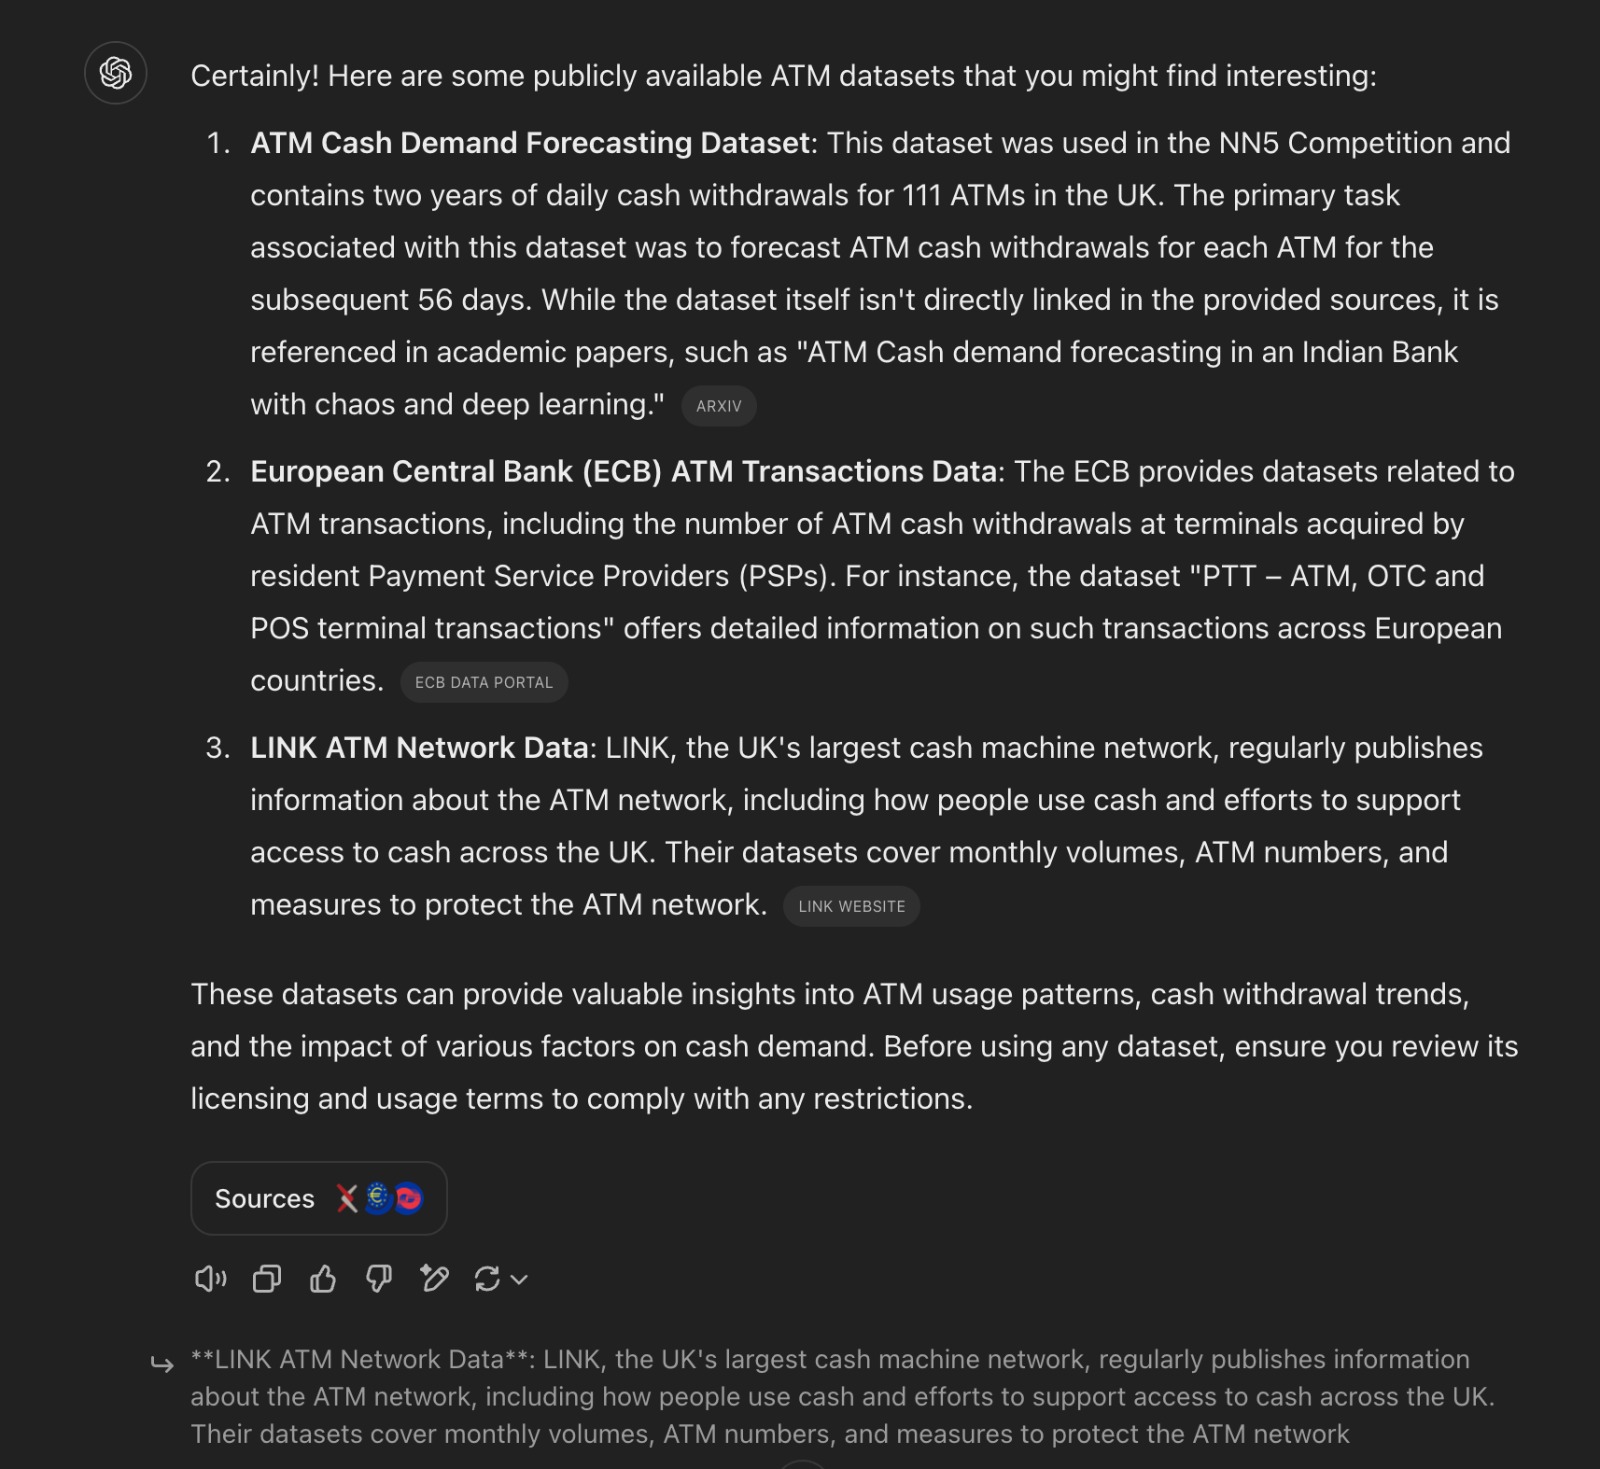 Certainly! Here are some publicly available ATM datasets that you might find interesting:
1. ATM Cash Demand Forecasting Dataset: This dataset was used in the NN5 Competition and
contains two years of daily cash withdrawals for 111 ATMs in the UK. The primary task
associated with this dataset was to forecast ATM cash withdrawals for each ATM for the
subsequent 56 days. While the dataset itself isn't directly linked in the provided sources, it is
referenced in academic papers, such as "ATM Cash demand forecasting in an Indian Bank
with chaos and deep learning." ARXIV
2. European Central Bank (ECB) ATM Transactions Data: The ECB provides datasets related to
ATM transactions, including the number of ATM cash withdrawals at terminals acquired by
resident Payment Service Providers (PSPs). For instance, the dataset "PTT – ATM, OTC and
POS terminal transactions" offers detailed information on such transactions across European
countries. ECB DATA PORTAL
3. LINK ATM Network Data: LINK, the UK's largest cash machine network, regularly publishes
information about the ATM network, including how people use cash and efforts to support
access to cash across the UK. Their datasets cover monthly volumes, ATM numbers, and
measures to protect the ATM network. LINK WEBSITE
These datasets can provide valuable insights into ATM usage patterns, cash withdrawal trends,
and the impact of various factors on cash demand. Before using any dataset, ensure you review its
licensing and usage terms to comply with any restrictions.
Sources
**LINK ATM Network Data**: LINK, the UK's largest cash machine network, regularly publishes information
about the ATM network, including how people use cash and efforts to support access to cash across the UK.
Their datasets cover monthly volumes, ATM numbers, and measures to protect the ATM network